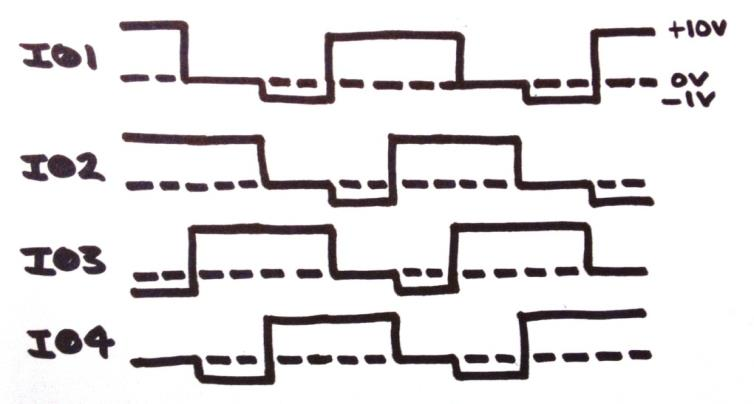 IO1
+10V
0V
-1V
IO2
IO3
IO4